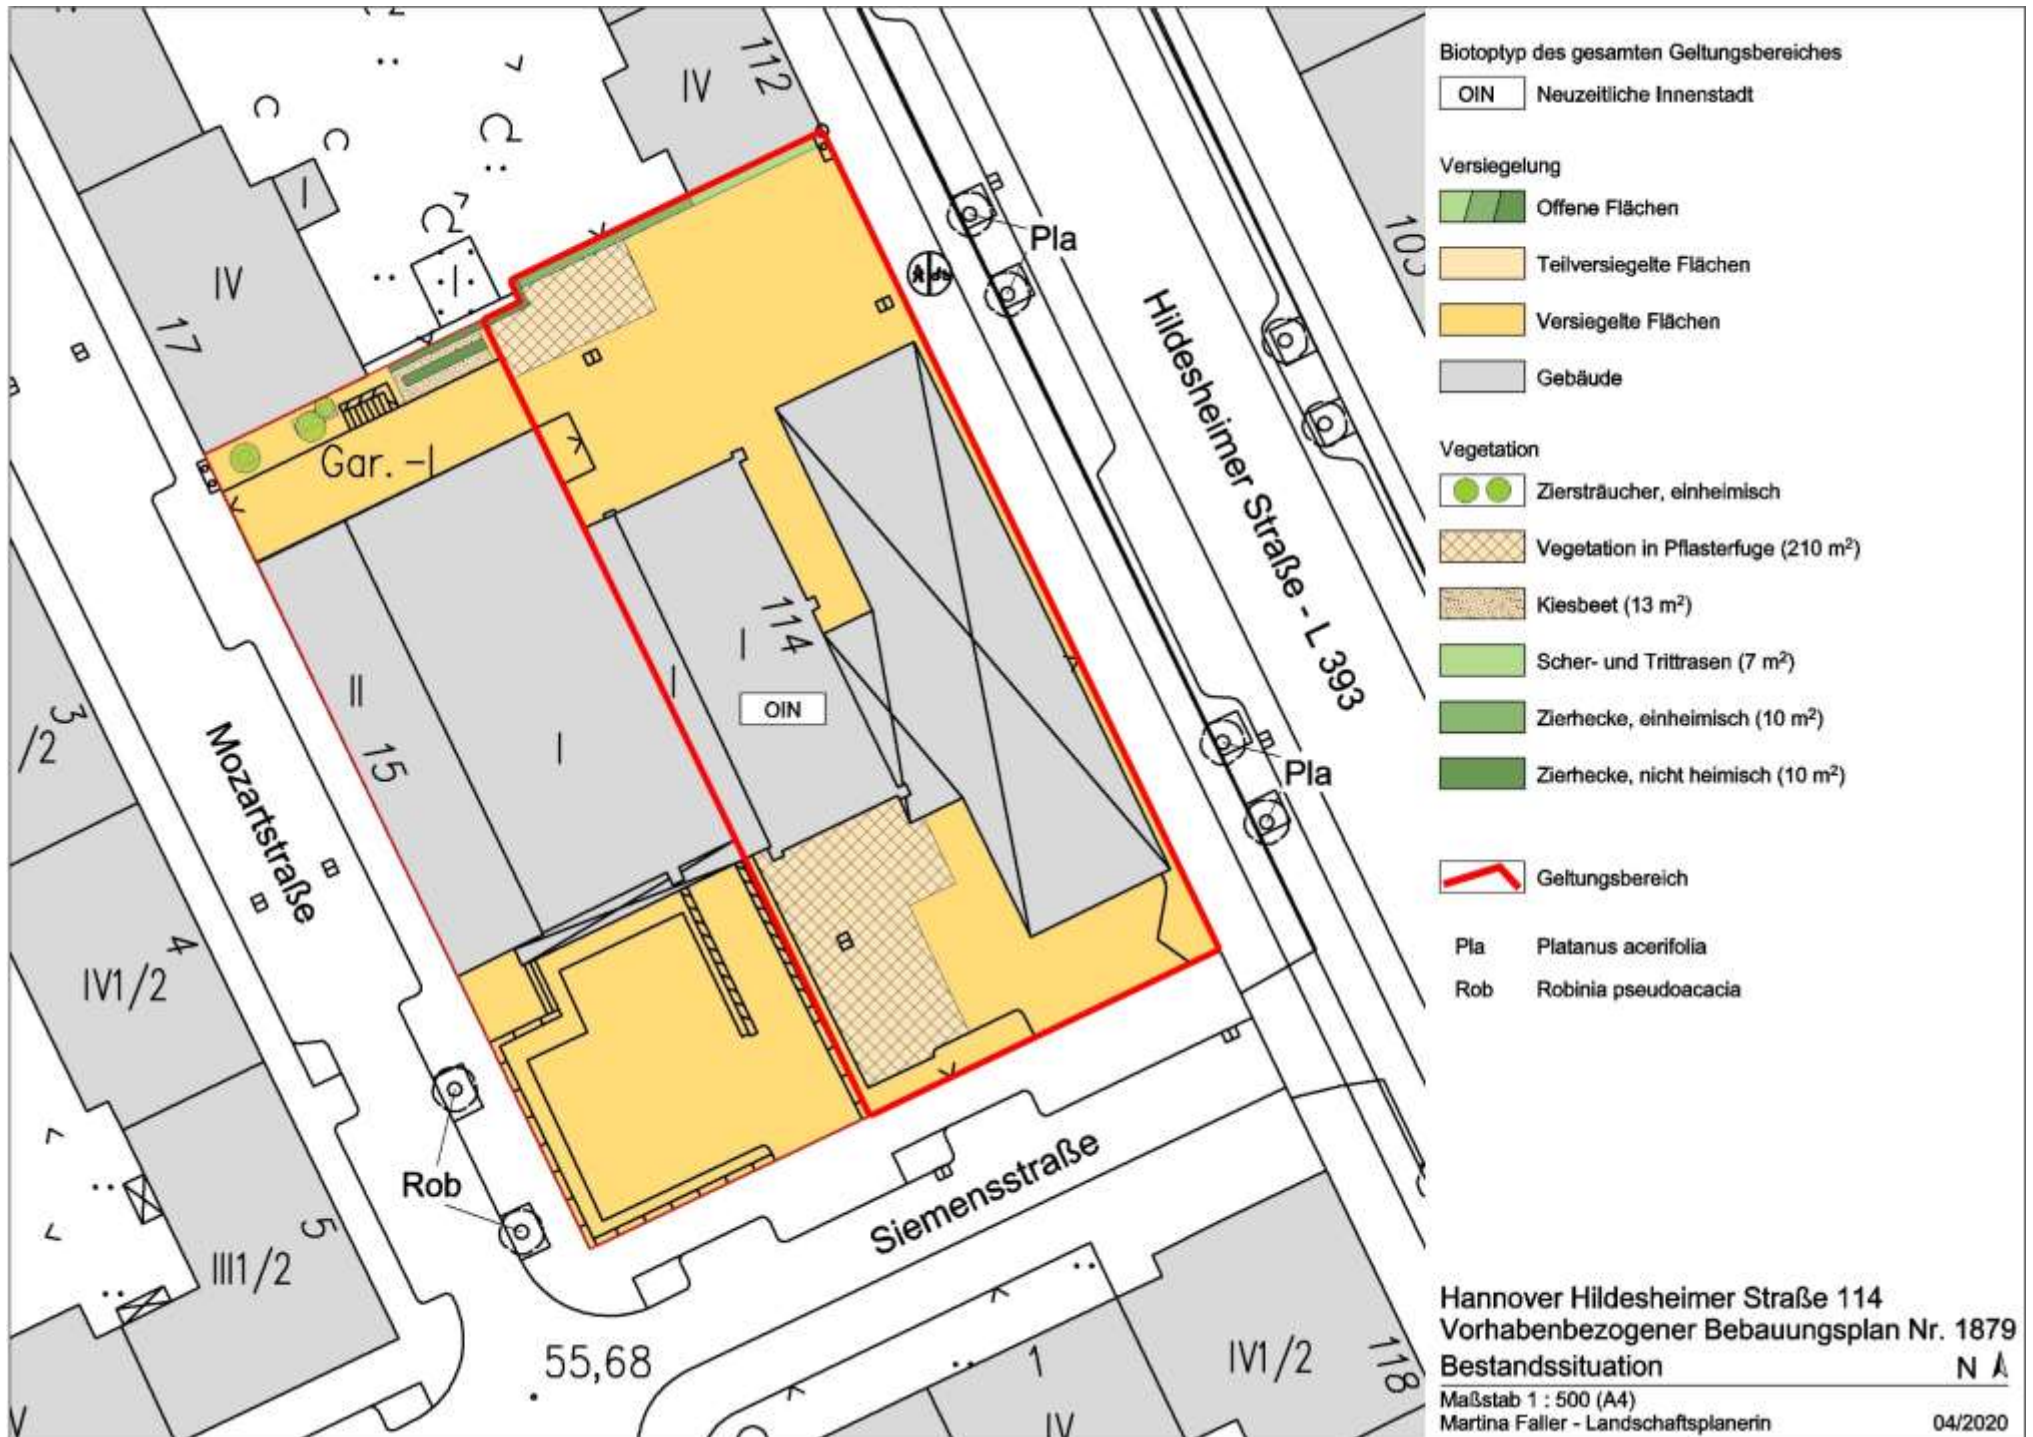 112
IV
I
IV
17
I
Pla
103
Hildesheimer Straße - L 393
Gar. -I
114
I
I
OIN
II
15
I
3
/2
Mozartstraße
Pla
4
IV1/2
Rob
Siemensstraße
5
III1/2
55,68
1
IV1/2
118
IV
V
Biotoptyp des gesamten Geltungsbereiches
OIN Neuzeitliche Innenstadt
Versiegelung
Offene Flächen
Teilversiegelte Flächen
Versiegelte Flächen
Gebäude
Vegetation
Ziersträucher, einheimisch
Vegetation in Pflasterfuge (210 m²)
Kiesbeet (13 m²)
Scher- und Trittrasen (7 m²)
Zierhecke, einheimisch (10 m²)
Zierhecke, nicht heimisch (10 m²)
Geltungsbereich
Pla Platanus acerifolia
Rob Robinia pseudoacacia
Hannover Hildesheimer Straße 114
Vorhabenbezogener Bebauungsplan Nr. 1879
Bestandssituation N
Maßstab 1 : 500 (A4)
Martina Faller - Landschaftsplanerin 04/2020